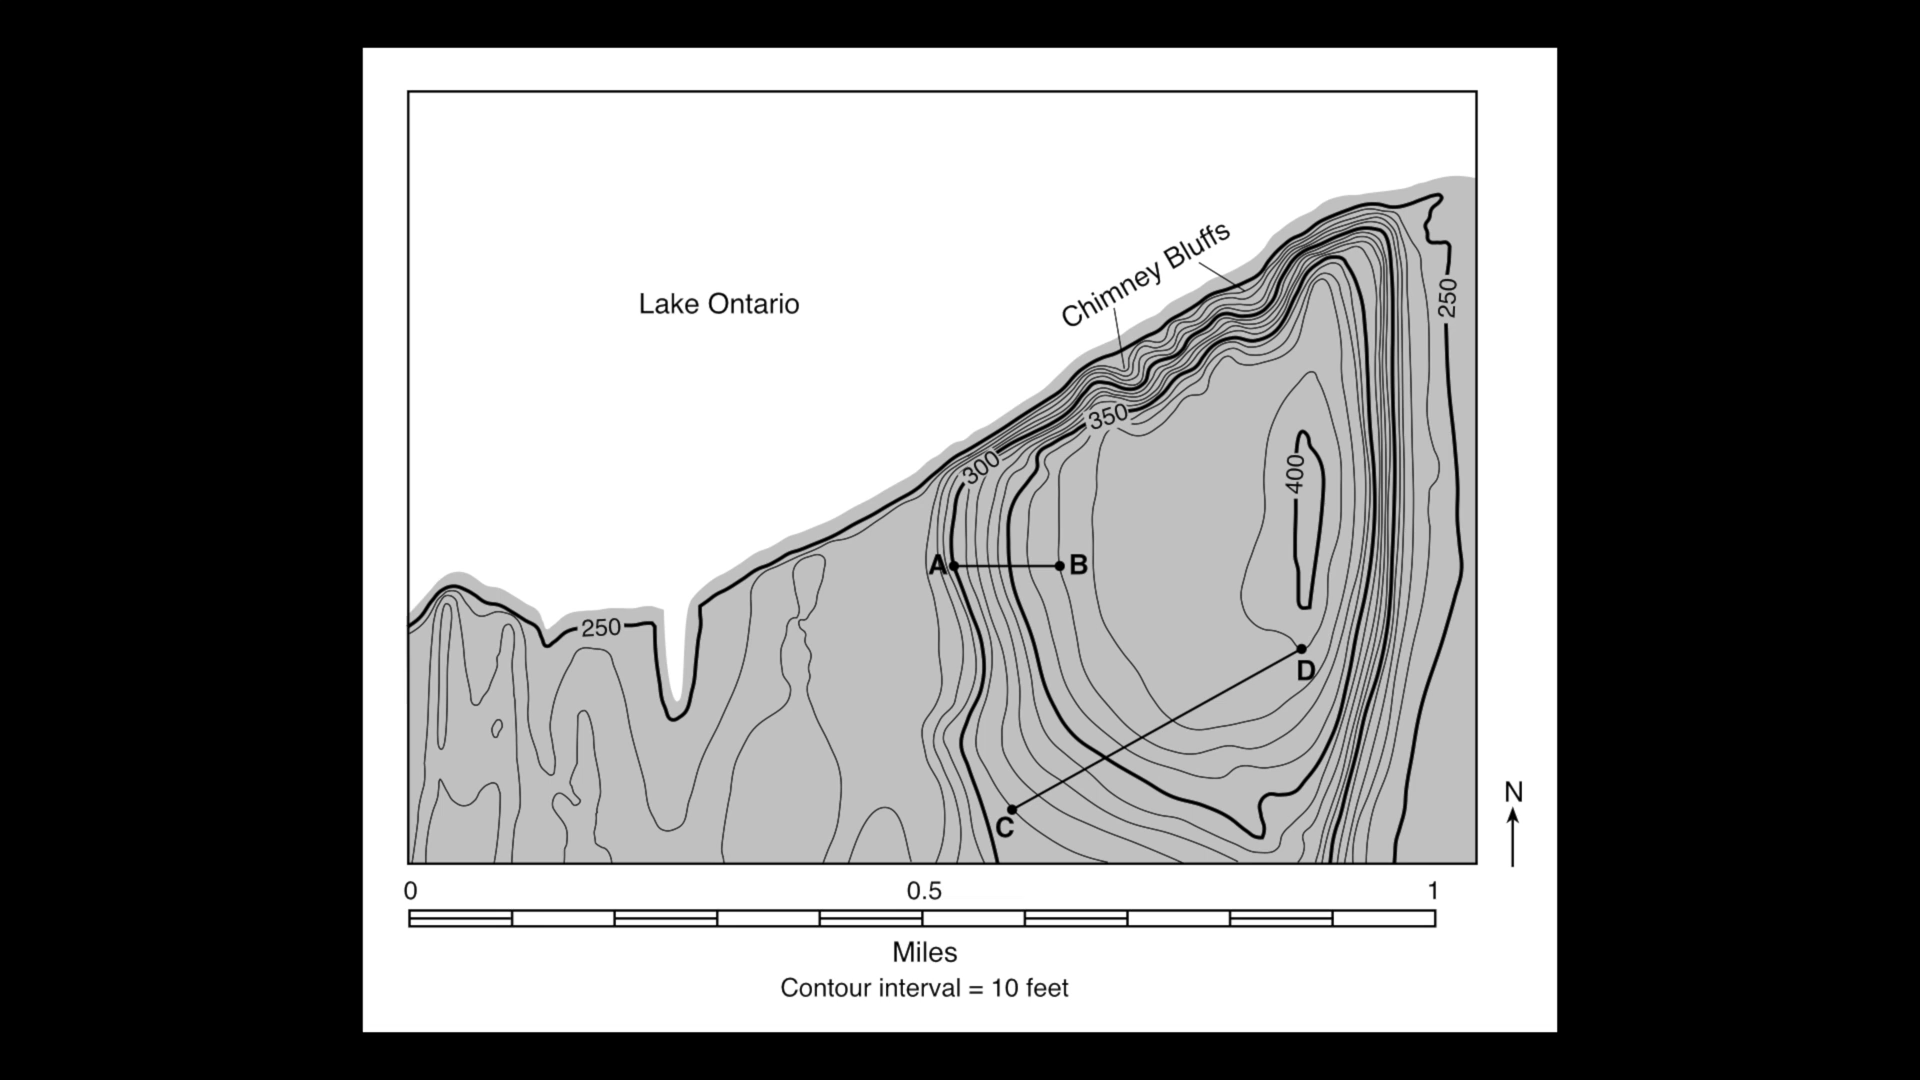 Chimney Bluffs
Lake Ontario
250
350
300
400
A
B
250
D
C
N
0 0.5 1
Miles
Contour interval = 10 feet